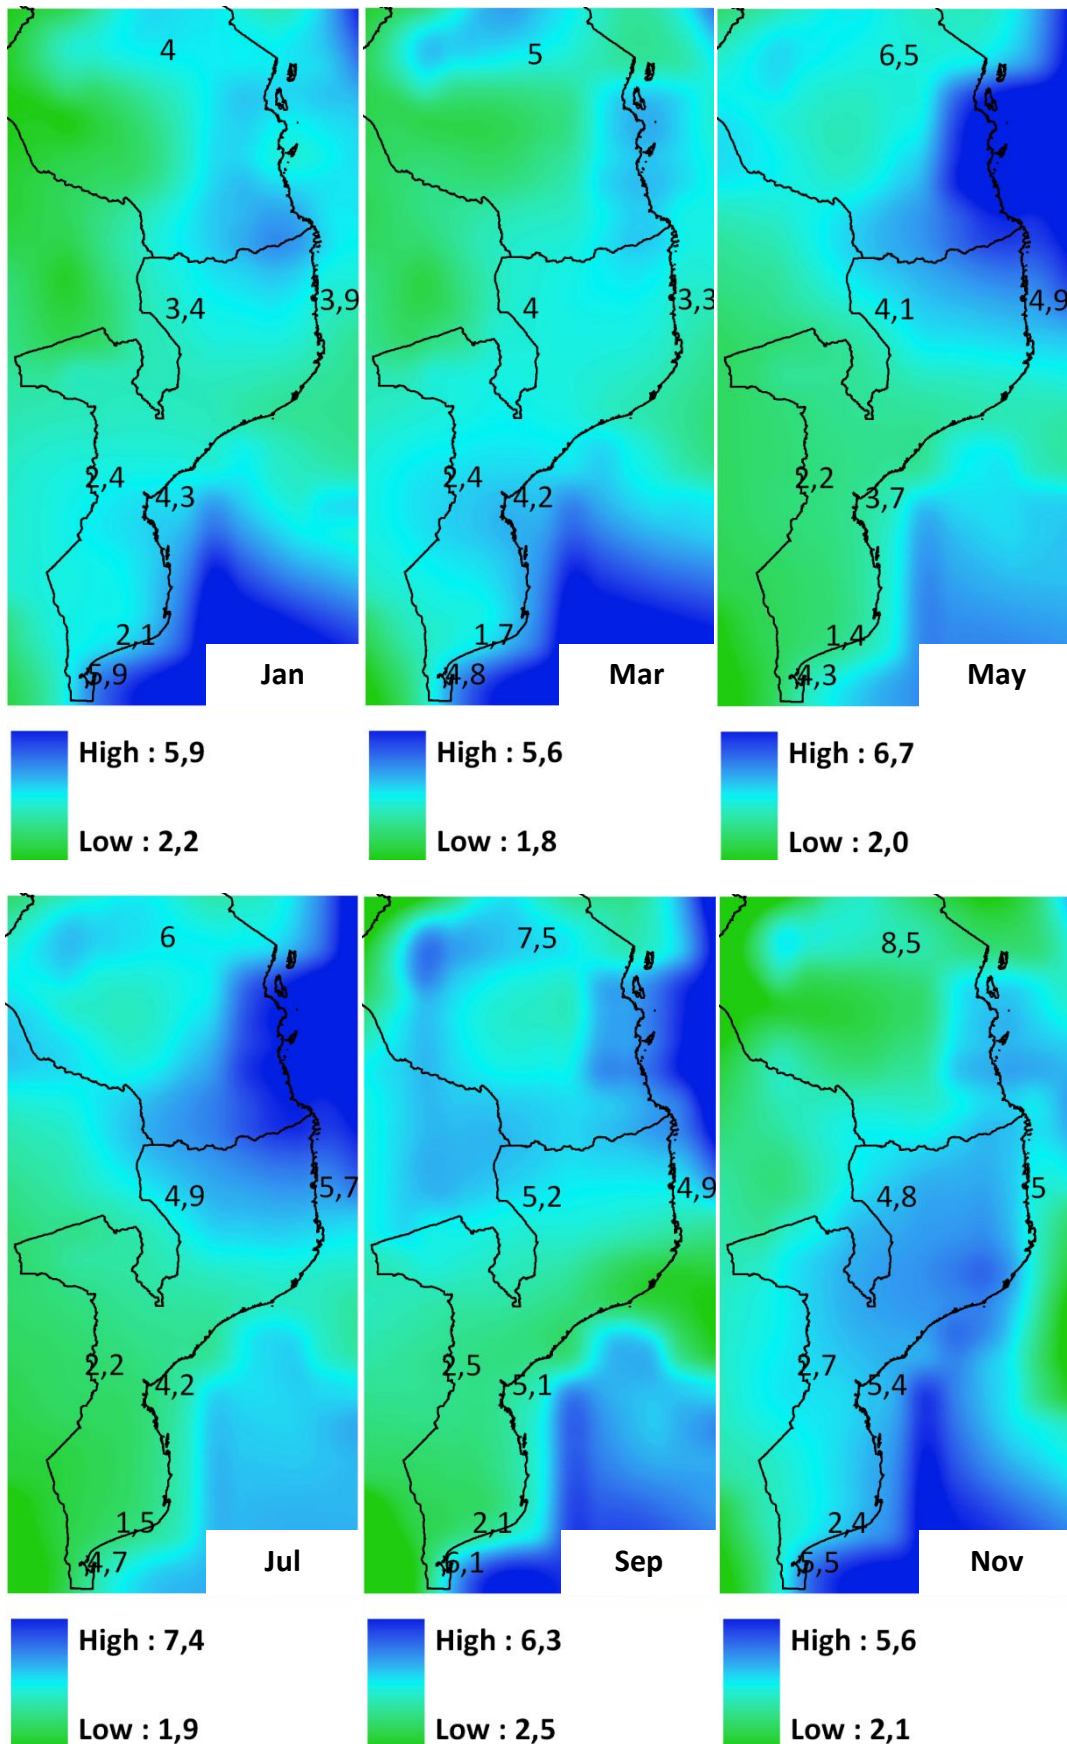 4
3,4
3,9
2,4
4,3
2,1
5,9
Jan
High : 5,9
Low : 2,2
5
4
3,3
2,4
4,2
1,7
4,8
Mar
High : 5,6
Low : 1,8
6,5
4,1
4,9
2,2
3,7
1,4
4,3
May
High : 6,7
Low : 2,0
6
4,9
5,7
2,2
4,2
1,5
4,7
Jul
High : 7,4
Low : 1,9
7,5
5,2
4,9
2,5
5,1
2,1
6,1
Sep
High : 6,3
Low : 2,5
8,5
4,8
5
2,7
5,4
2,4
5,5
Nov
High : 5,6
Low : 2,1